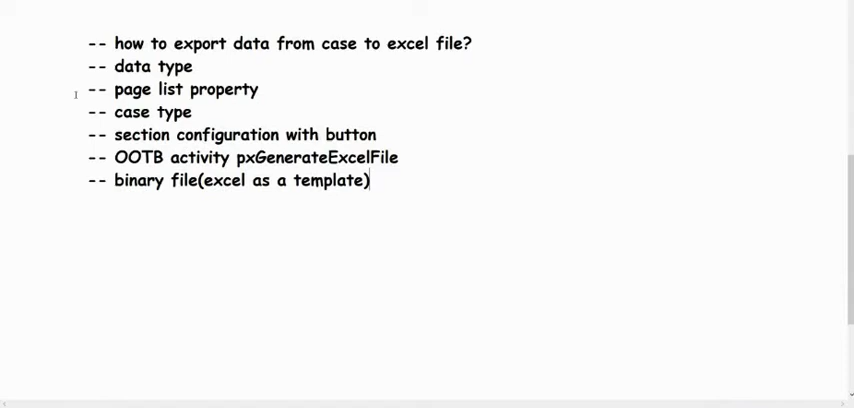 -- how to export data from case to excel file?
-- data type
-- page list property
-- case type
-- section configuration with button
-- OOTB activity pxGenerateExcelFile
-- binary file(excel as a template)